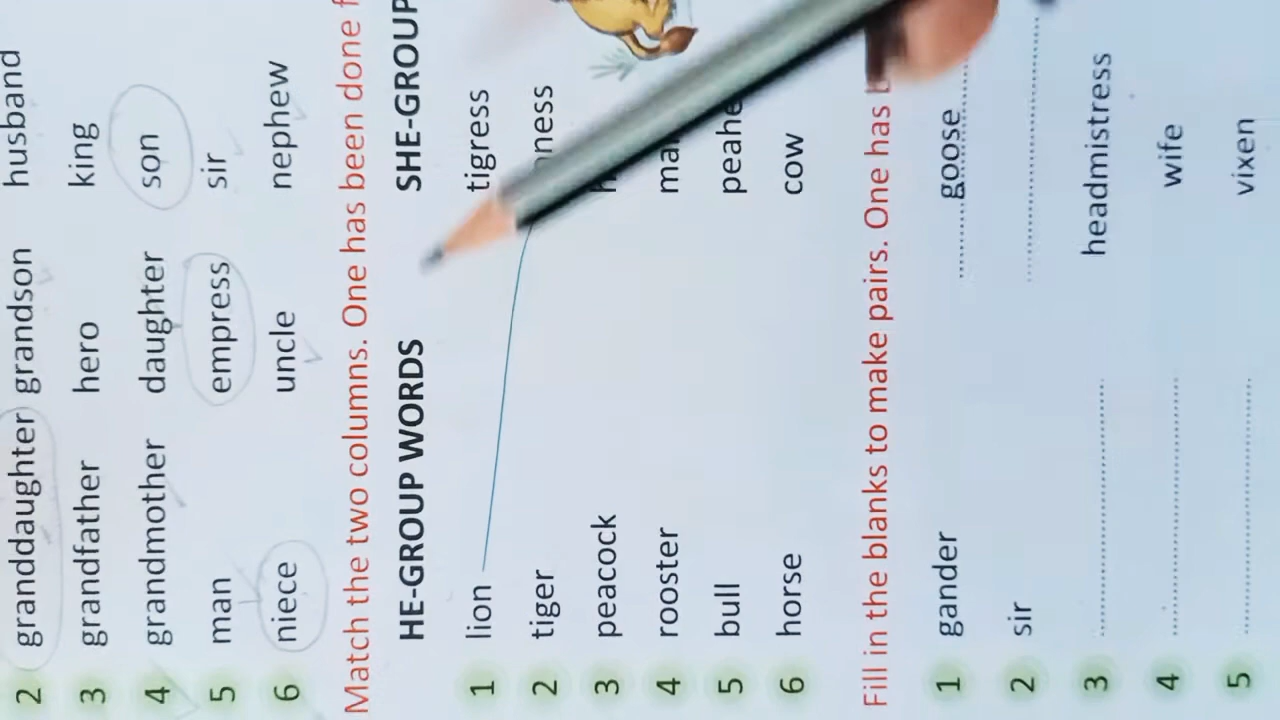 2 granddaughter grandson husband
3 grandfather hero king
4 grandmother daughter son
5 man empress sir
6 niece uncle nephew
Match the two columns. One has been done
HE-GROUP WORDS SHE-GROUP
1 lion tigress
2 tiger
3 peacock
4 rooster
5 bull
6 horse cow
Fill in the blanks to make pairs. One has
1 gander goose
2 sir
3 headmistress
4 wife
5 vixen